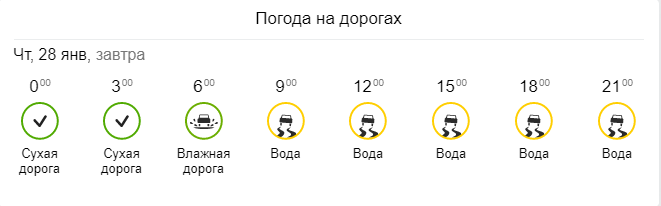 Погода на дорогах
Чт, 28 янв, завтра
0⁰⁰ 3⁰⁰ 6⁰⁰ 9⁰⁰ 12⁰⁰ 15⁰⁰ 18⁰⁰ 21⁰⁰
Сухая Сухая Влажная Вода Вода Вода Вода Вода
дорога дорога дорога